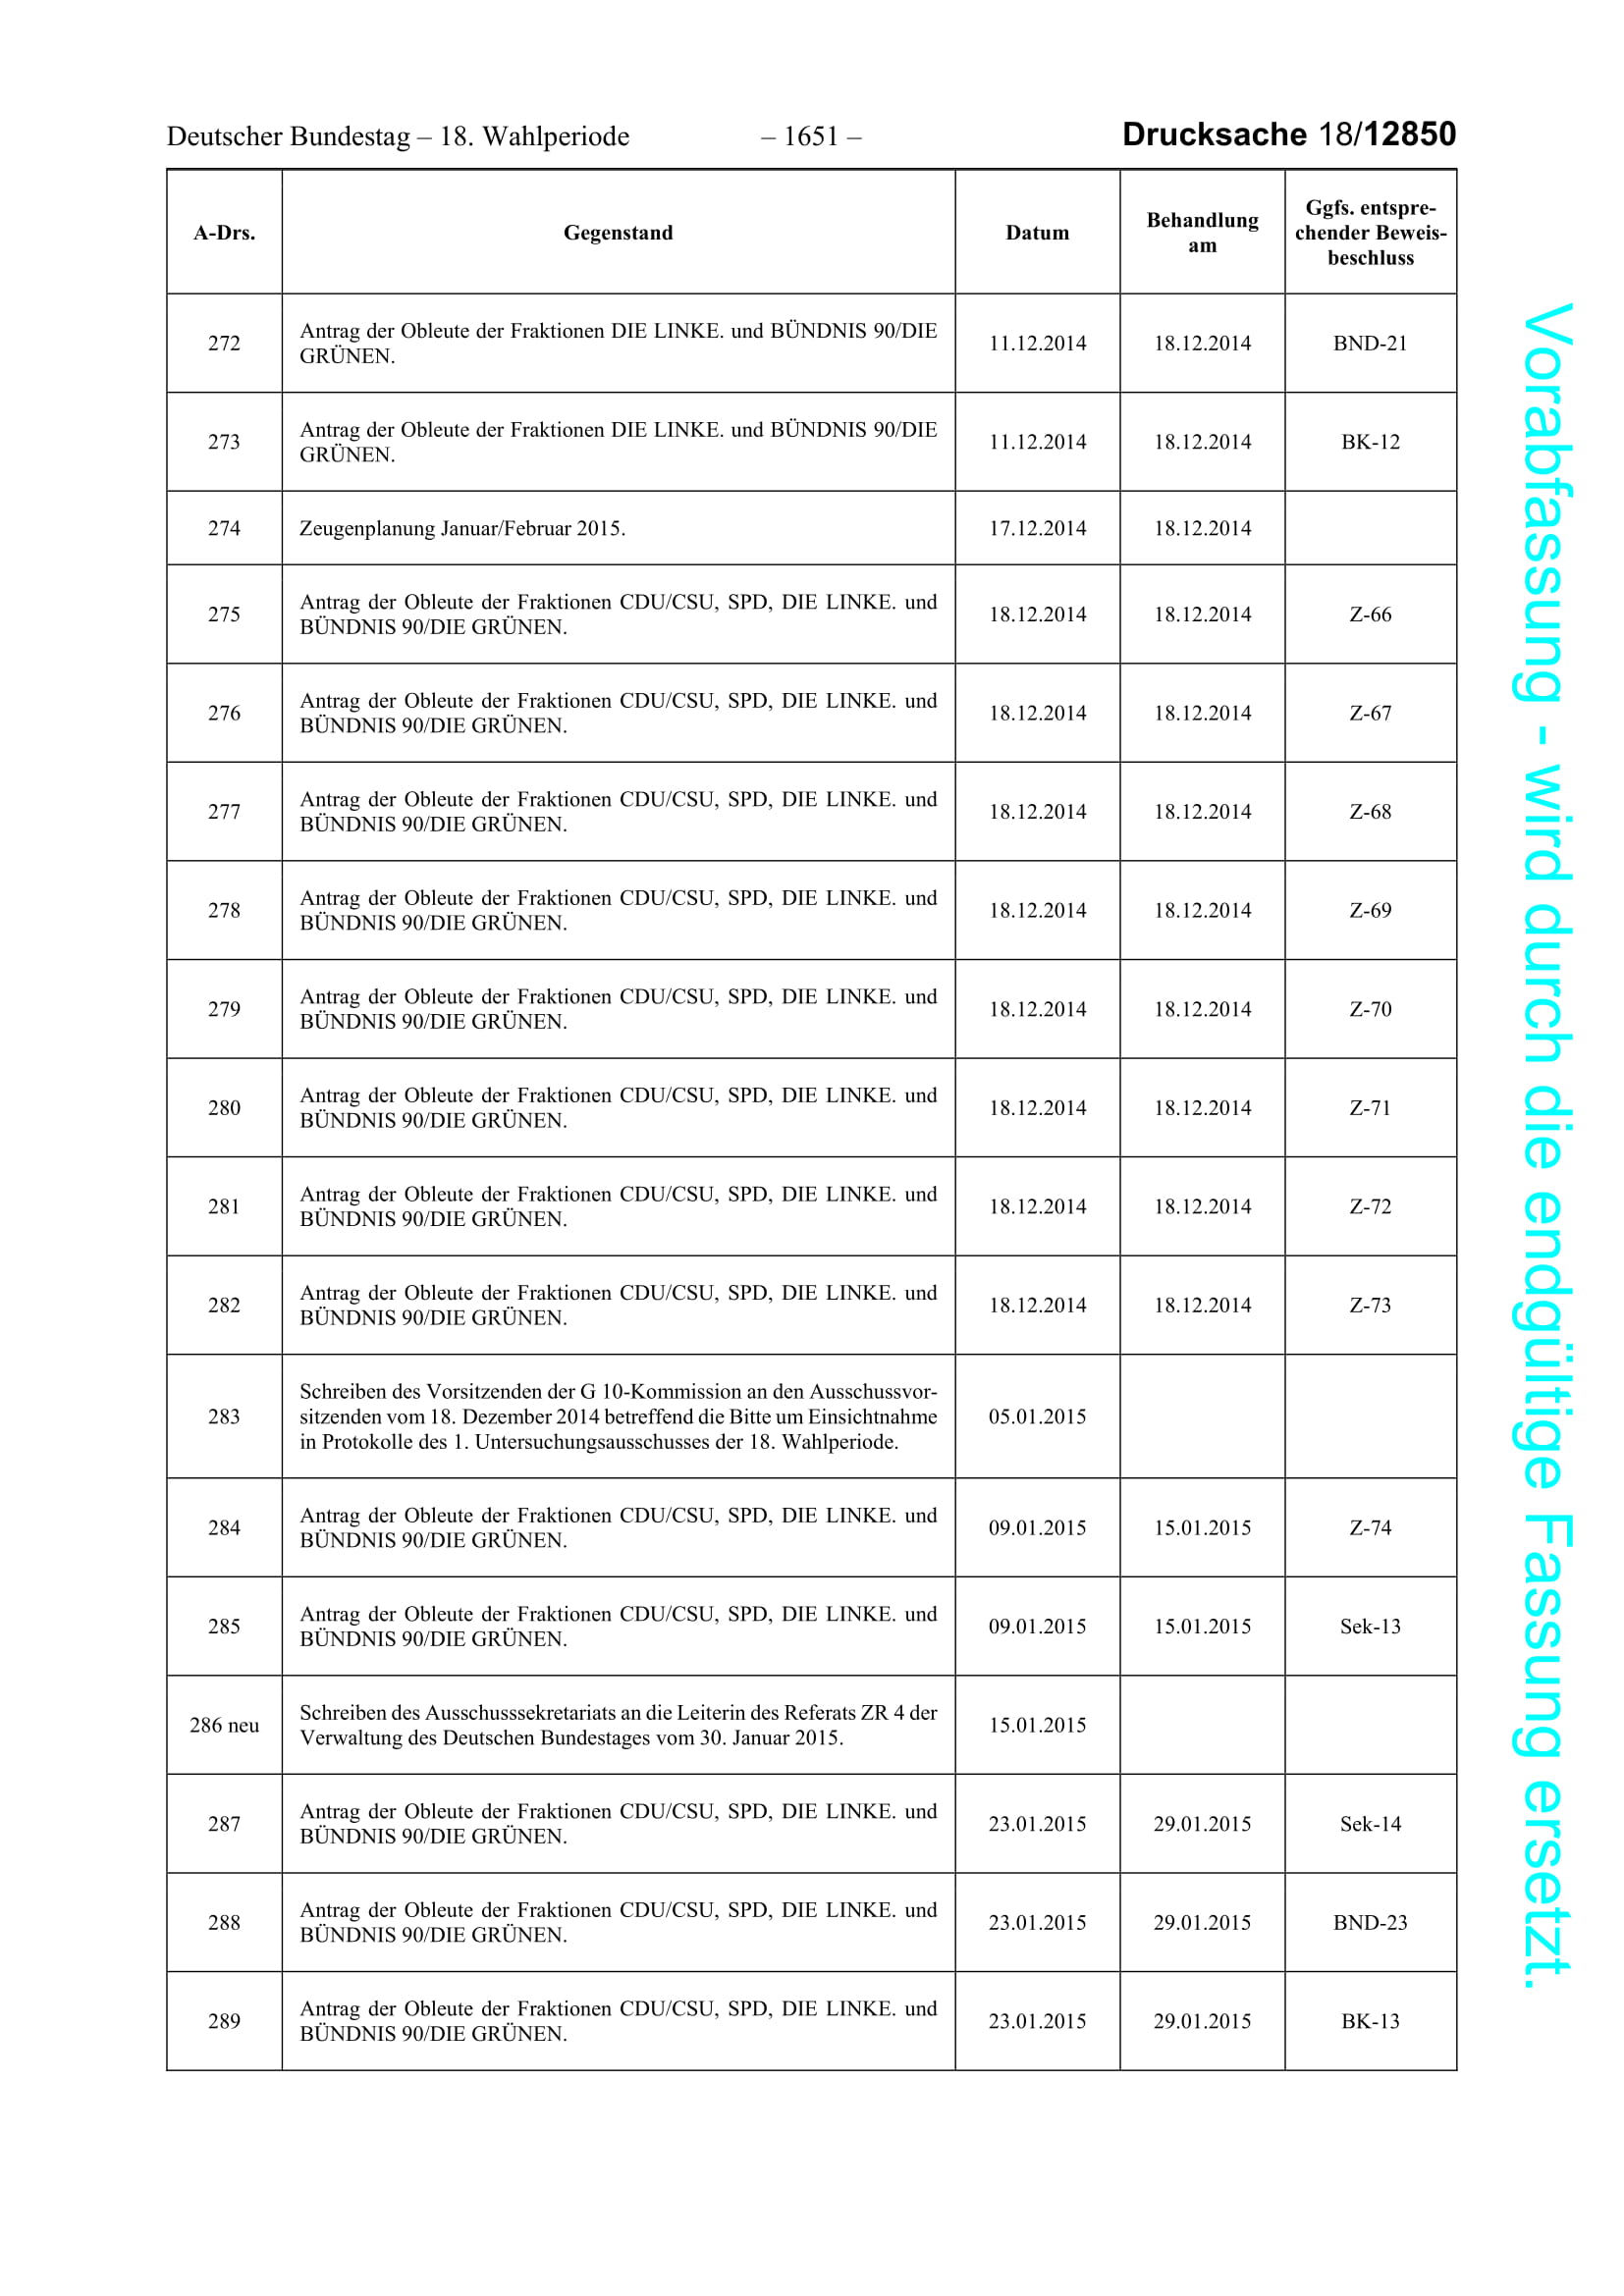 Deutscher Bundestag – 18. Wahlperiode – 1651 – Drucksache 18/12850
A-Drs. Gegenstand Datum Behandlung am Ggfs. entspre-
chender Beweis-
beschluss
272 Antrag der Obleute der Fraktionen DIE LINKE. und BÜNDNIS 90/DIE
GRÜNEN. 11.12.2014 18.12.2014 BND-21
273 Antrag der Obleute der Fraktionen DIE LINKE. und BÜNDNIS 90/DIE
GRÜNEN. 11.12.2014 18.12.2014 BK-12
274 Zeugenplanung Januar/Februar 2015. 17.12.2014 18.12.2014
275 Antrag der Obleute der Fraktionen CDU/CSU, SPD, DIE LINKE. und
BÜNDNIS 90/DIE GRÜNEN. 18.12.2014 18.12.2014 Z-66
276 Antrag der Obleute der Fraktionen CDU/CSU, SPD, DIE LINKE. und
BÜNDNIS 90/DIE GRÜNEN. 18.12.2014 18.12.2014 Z-67
277 Antrag der Obleute der Fraktionen CDU/CSU, SPD, DIE LINKE. und
BÜNDNIS 90/DIE GRÜNEN. 18.12.2014 18.12.2014 Z-68
278 Antrag der Obleute der Fraktionen CDU/CSU, SPD, DIE LINKE. und
BÜNDNIS 90/DIE GRÜNEN. 18.12.2014 18.12.2014 Z-69
279 Antrag der Obleute der Fraktionen CDU/CSU, SPD, DIE LINKE. und
BÜNDNIS 90/DIE GRÜNEN. 18.12.2014 18.12.2014 Z-70
280 Antrag der Obleute der Fraktionen CDU/CSU, SPD, DIE LINKE. und
BÜNDNIS 90/DIE GRÜNEN. 18.12.2014 18.12.2014 Z-71
281 Antrag der Obleute der Fraktionen CDU/CSU, SPD, DIE LINKE. und
BÜNDNIS 90/DIE GRÜNEN. 18.12.2014 18.12.2014 Z-72
282 Antrag der Obleute der Fraktionen CDU/CSU, SPD, DIE LINKE. und
BÜNDNIS 90/DIE GRÜNEN. 18.12.2014 18.12.2014 Z-73
283 Schreiben des Vorsitzenden der G 10-Kommission an den Ausschussvor-
sitzenden vom 18. Dezember 2014 betreffend die Bitte um Einsichtnahme
in Protokolle des 1. Untersuchungsausschusses der 18. Wahlperiode. 05.01.2015
284 Antrag der Obleute der Fraktionen CDU/CSU, SPD, DIE LINKE. und
BÜNDNIS 90/DIE GRÜNEN. 09.01.2015 15.01.2015 Z-74
285 Antrag der Obleute der Fraktionen CDU/CSU, SPD, DIE LINKE. und
BÜNDNIS 90/DIE GRÜNEN. 09.01.2015 15.01.2015 Sek-13
286 neu Schreiben des Ausschusssekretariats an die Leiterin des Referats ZR 4 der
Verwaltung des Deutschen Bundestages vom 30. Januar 2015. 15.01.2015
287 Antrag der Obleute der Fraktionen CDU/CSU, SPD, DIE LINKE. und
BÜNDNIS 90/DIE GRÜNEN. 23.01.2015 29.01.2015 Sek-14
288 Antrag der Obleute der Fraktionen CDU/CSU, SPD, DIE LINKE. und
BÜNDNIS 90/DIE GRÜNEN. 23.01.2015 29.01.2015 BND-23
289 Antrag der Obleute der Fraktionen CDU/CSU, SPD, DIE LINKE. und
BÜNDNIS 90/DIE GRÜNEN. 23.01.2015 29.01.2015 BK-13
Vorabfassung - wird durch die endgültige Fassung ersetzt.